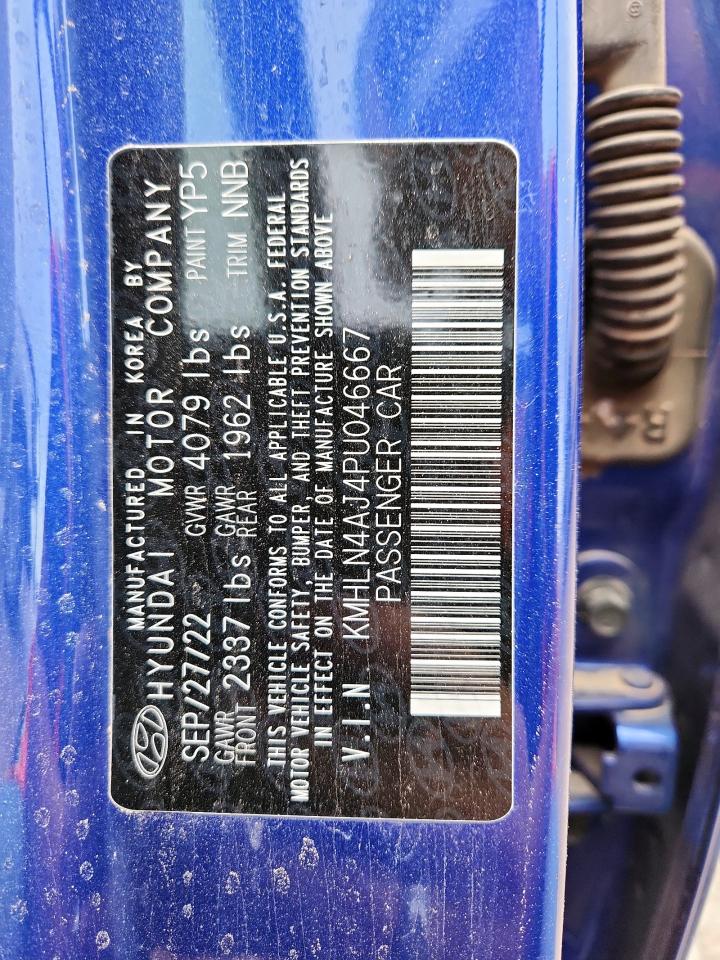 MANUFACTURED IN KOREA BY
HYUNDAI MOTOR COMPANY
SEP/27/22 GVWR 4079 lbs PAINT YP5
GAWR FRONT 2337 lbs GAWR REAR 1962 lbs TRIM NNB
THIS VEHICLE CONFORMS TO ALL APPLICABLE U.S.A. FEDERAL
MOTOR VEHICLE SAFETY, BUMPER, AND THEFT PREVENTION STANDARDS
IN EFFECT ON THE DATE OF MANUFACTURE SHOWN ABOVE
V.I.N. KMHLN4AJ4PU046667
PASSENGER CAR